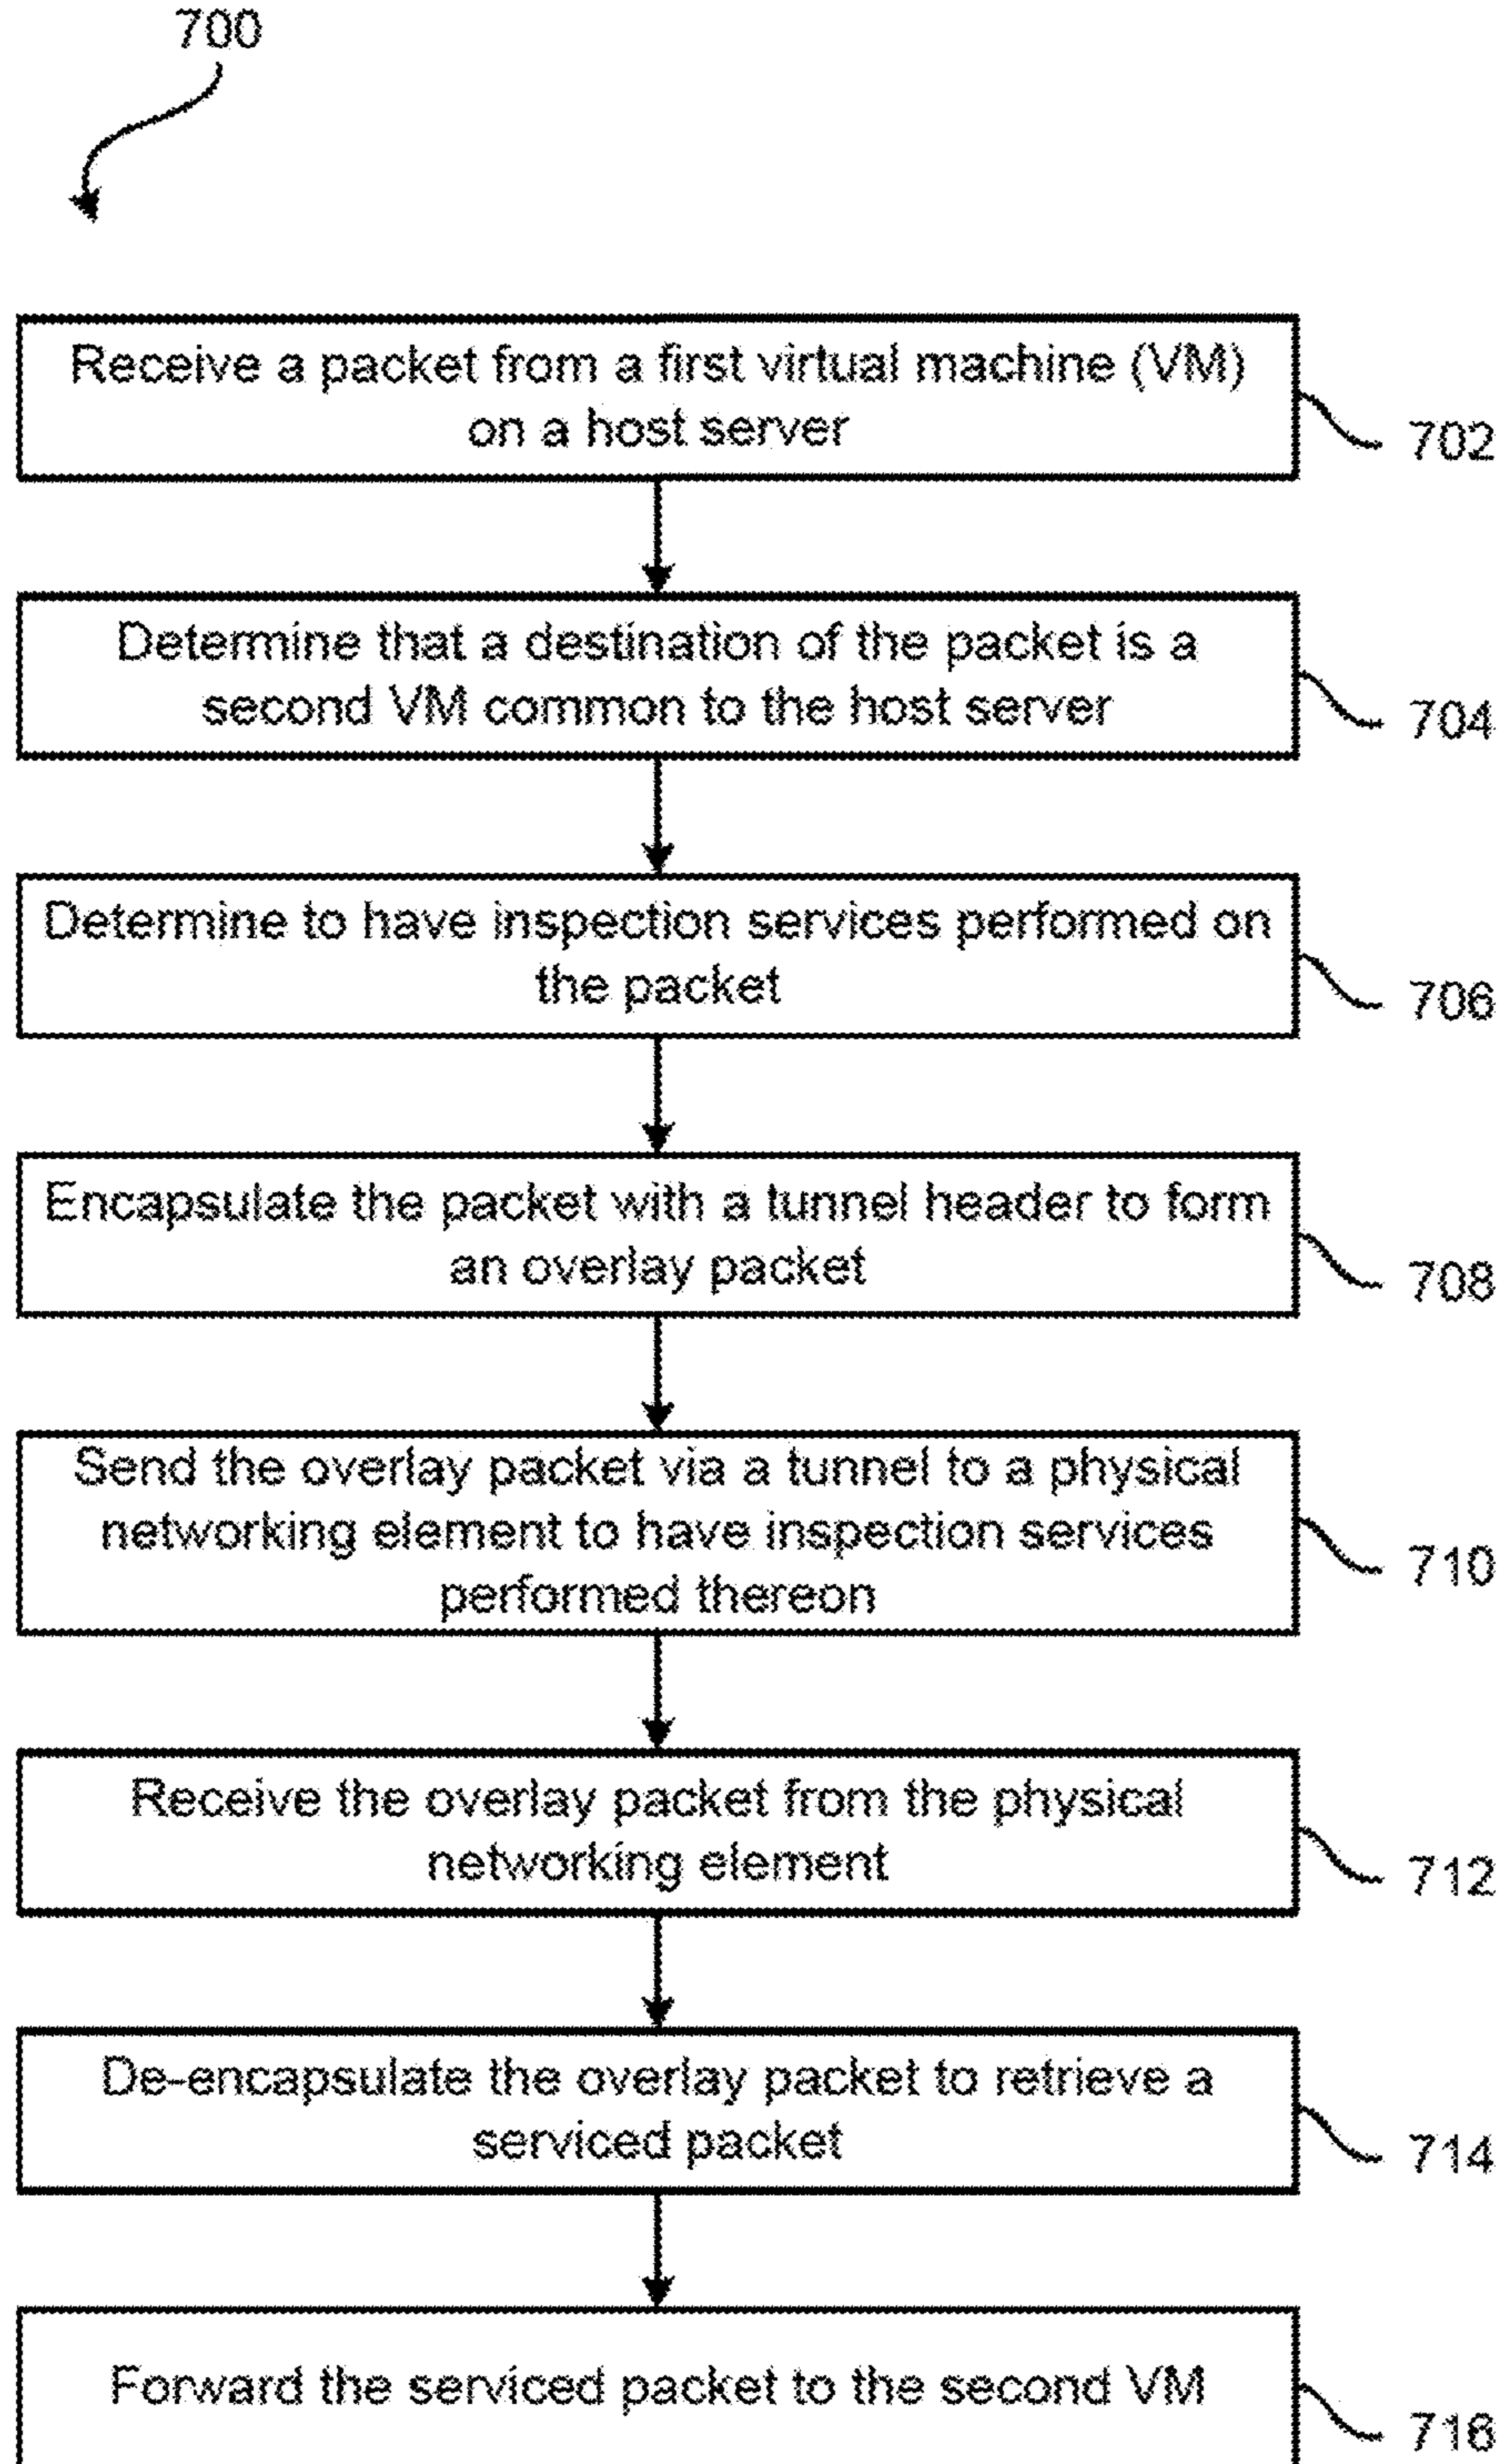 700
Receive a packet from a first virtual machine (VM)
on a host server
702
Determine that a destination of the packet is a
second VM common to the host server
704
Determine to have inspection services performed on
the packet
706
Encapsulate the packet with a tunnel header to form
an overlay packet
708
Send the overlay packet via a tunnel to a physical
networking element to have inspection services
performed thereon
710
Receive the overlay packet from the physical
networking element
712
De-encapsulate the overlay packet to retrieve a
serviced packet
714
Forward the serviced packet to the second VM
716